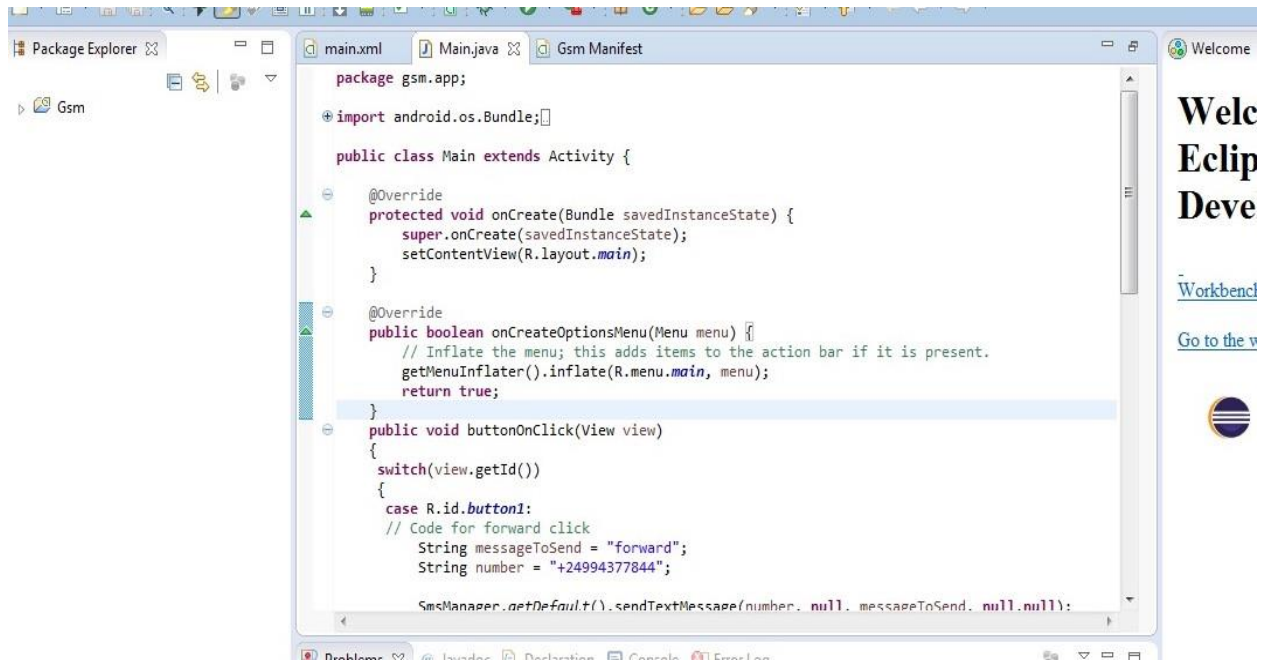 Package Explorer
Gsm
main.xml
Main.java
Gsm Manifest
package gsm.app;
import android.os.Bundle;
public class Main extends Activity {
@Override
protected void onCreate(Bundle savedInstanceState) {
super.onCreate(savedInstanceState);
setContentView(R.layout.main);
}
@Override
public boolean onCreateOptionsMenu(Menu menu) {
// Inflate the menu; this adds items to the action bar if it is present.
getMenuInflater().inflate(R.menu.main, menu);
return true;
}
public void buttonOnClick(View view)
{
switch(view.getId())
{
case R.id.button1:
// Code for forward click
String messageToSend = "forward";
String number = "+24994377844";
SmsManager.getDefault().sendTextMessage(number, null, messageToSend, null,null);
Welcome
Welc
Eclip
Deve
Workbench
Go to the w
Problems
Javadoc
Declaration
Console
Error Log